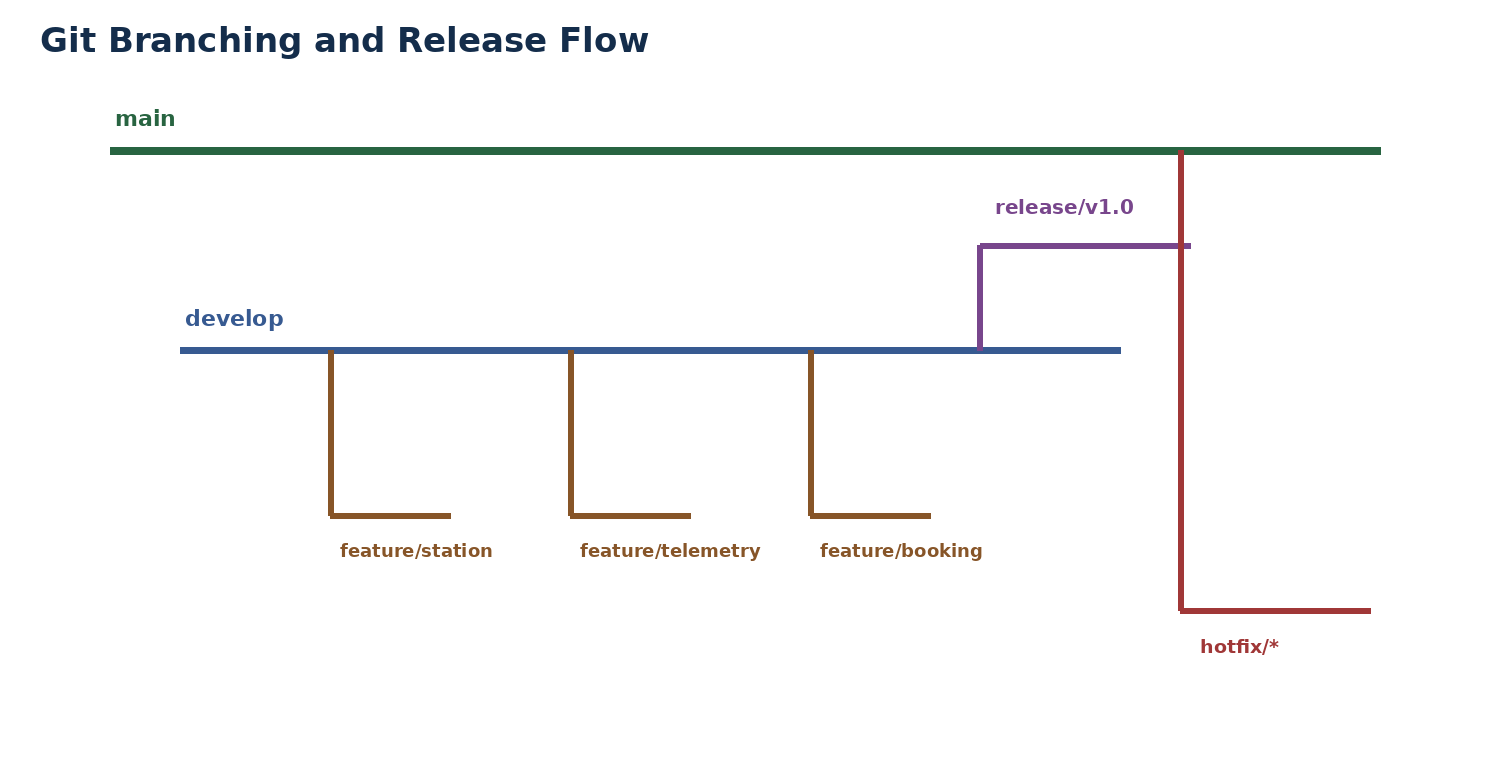 Git Branching and Release Flow
main
release/v1.0
develop
feature/station
feature/telemetry
feature/booking
hotfix/*